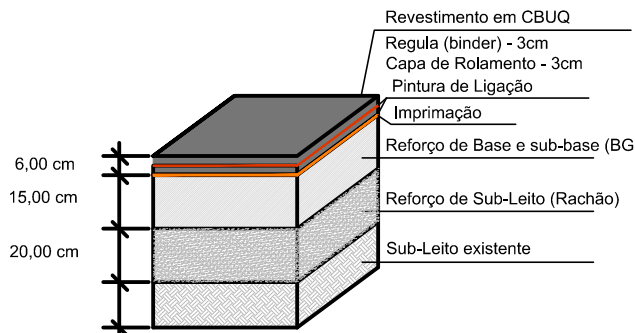 Revestimento em CBUQ
Regula (binder) - 3cm
Capa de Rolamento - 3cm
Pintura de Ligação
Imprimação
6,00 cm
Reforço de Base e sub-base (BG
15,00 cm
Reforço de Sub-Leito (Rachão)
20,00 cm
Sub-Leito existente